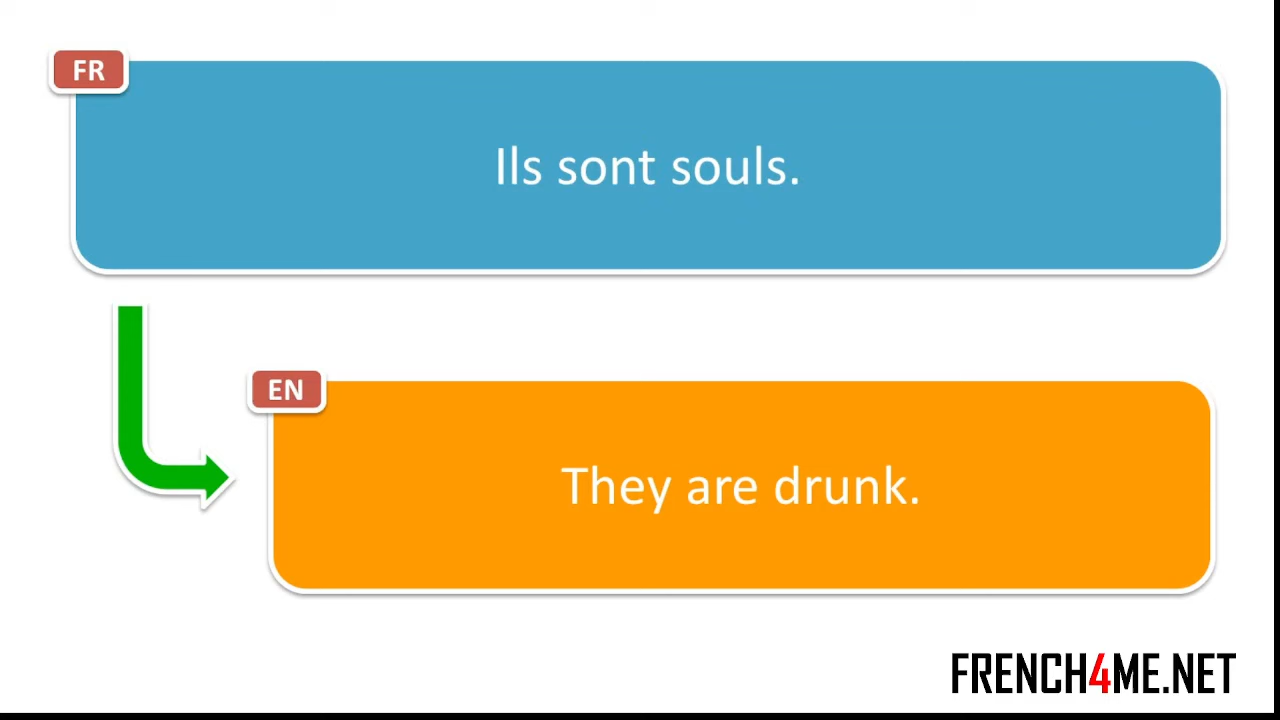 FR
Ils sont souls.
EN
They are drunk.
FRENCH4ME.NET